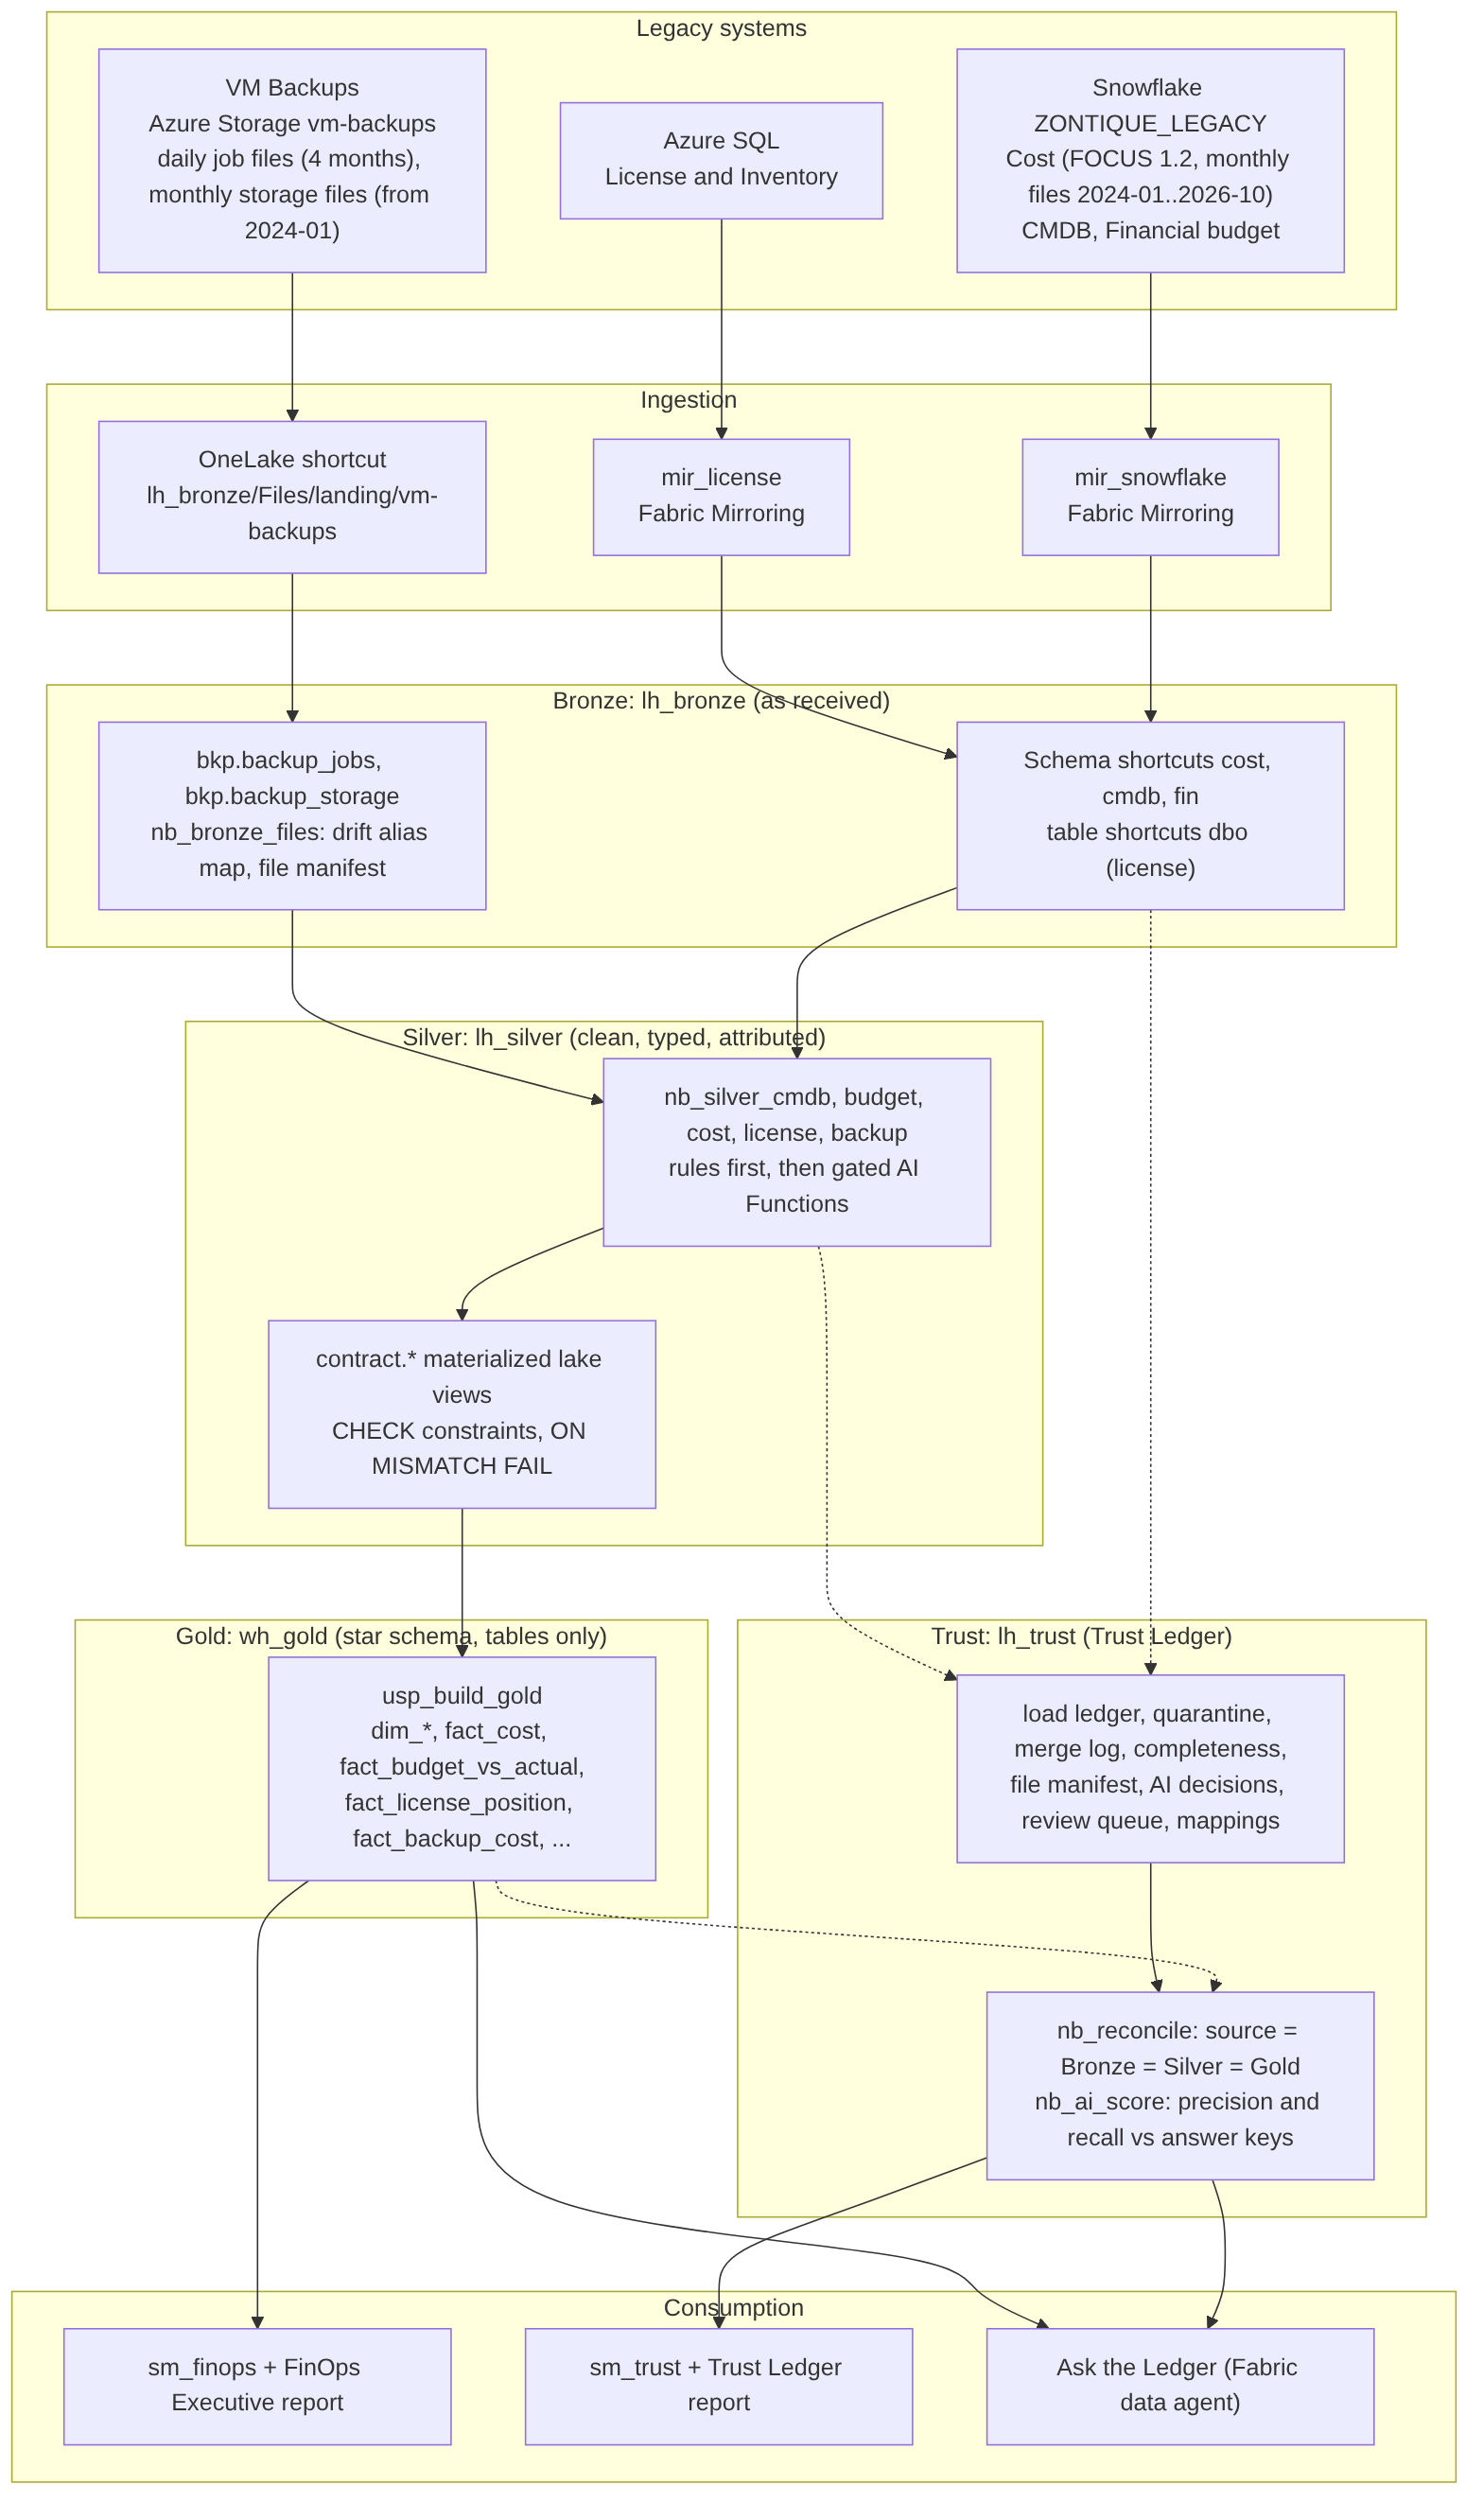 Legacy systems
VM Backups
Azure Storage vm-backups
daily job files (4 months),
monthly storage files (from
2024-01)
Azure SQL
License and Inventory
Snowflake
ZONTIQUE_LEGACY
Cost (FOCUS 1.2, monthly
files 2024-01..2026-10)
CMDB, Financial budget
Ingestion
OneLake shortcut
lh_bronze/Files/landing/vm-
backups
mir_license
Fabric Mirroring
mir_snowflake
Fabric Mirroring
Bronze: lh_bronze (as received)
bkp.backup_jobs,
bkp.backup_storage
nb_bronze_files: drift alias
map, file manifest
Schema shortcuts cost,
cmdb, fin
table shortcuts dbo
(license)
Silver: lh_silver (clean, typed, attributed)
nb_silver_cmdb, budget,
cost, license, backup
rules first, then gated AI
Functions
contract.* materialized lake
views
CHECK constraints, ON
MISMATCH FAIL
Gold: wh_gold (star schema, tables only)
usp_build_gold
dim_*, fact_cost,
fact_budget_vs_actual,
fact_license_position,
fact_backup_cost, ...
Trust: lh_trust (Trust Ledger)
load ledger, quarantine,
merge log, completeness,
file manifest, AI decisions,
review queue, mappings
nb_reconcile: source =
Bronze = Silver = Gold
nb_ai_score: precision and
recall vs answer keys
Consumption
sm_finops + FinOps
Executive report
sm_trust + Trust Ledger
report
Ask the Ledger (Fabric
data agent)